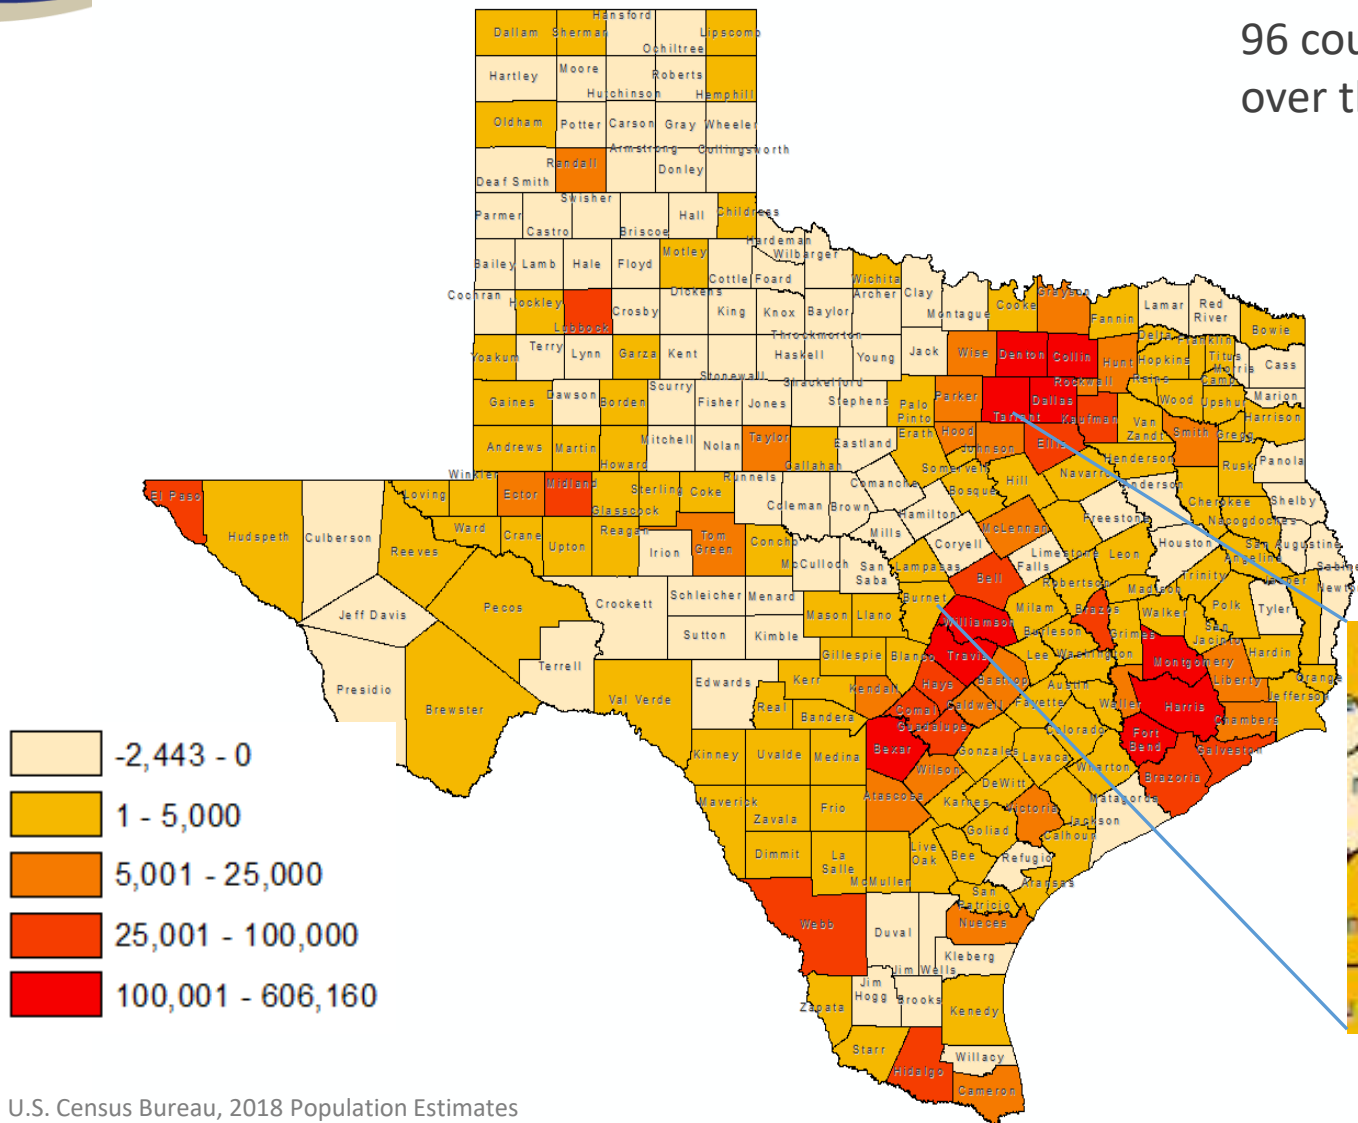 96 cou
over t
Dallam Sherman Hansford Ochiltree Lipscomb
Hartley Moore Hutchinson Roberts Hemphill
Oldham Potter Carson Gray Wheeler
Deaf Smith Randall Armstrong Donley Collingsworth
Parmer Castro Swisher Briscoe Hall Childress
Hardeman Wilbarger
Bailey Lamb Hale Floyd Motley Cottle Foard Wichita
Cochran Hockley Lubbock Crosby Dickens King Knox Baylor Archer Clay Montague Cooke Grayson Fannin Lamar Red River Bowie
Yoakum Terry Lynn Garza Kent Stonewall Haskell Throckmorton Young Jack Wise Denton Collin Hunt Delta Hopkins Franklin Titus Morris Camp Cass
Gaines Dawson Borden Scurry Fisher Jones Shackelford Stephens Palo Pinto Parker Tarrant Dallas Rockwall Kaufman Rains Wood Upshur Marion Harrison
Andrews Martin Howard Mitchell Nolan Taylor Callahan Eastland Erath Hood Johnson Ellis Van Zandt Smith Gregg
El Paso Hudspeth Culberson Reeves Loving Winkler Ector Midland Glasscock Sterling Coke Runnels Coleman Brown Comanche Somervell Bosque Hill Navarro Henderson Anderson Cherokee Rusk Panola
Ward Crane Upton Reagan Irion Tom Green Concho McCulloch San Saba Mills Hamilton Coryell McLennan Limestone Falls Freestone Leon Houston Nacogdoches Shelby San Augustine Sabine
Jeff Davis Pecos Crockett Schleicher Menard Mason Llano Burnet Lampasas Bell Milam Robertson Brazos Madison Walker Trinity Angelina Polk Tyler Jasper Newton
Presidio Brewster Terrell Sutton Kimble Gillespie Blanco Williamson Travis Burleson Lee Washington Grimes San Jacinto Montgomery Liberty Hardin Orange Jefferson
Val Verde Edwards Real Kerr Bandera Kendall Comal Hays Caldwell Guadalupe Bastrop Fayette Austin Colorado Waller Harris Chambers
Kinney Uvalde Medina Bexar Wilson Gonzales Lavaca Wharton Fort Bend Brazoria Galveston
Maverick Zavala Frio Atascosa Karnes DeWitt Victoria Jackson Matagorda
Dimmit La Salle McMullen Live Oak Bee Goliad Refugio Calhoun Aransas
Webb Duval Jim Wells San Patricio Nueces Kleberg
Zapata Jim Hogg Brooks Kenedy
Starr Hidalgo Willacy Cameron
-2,443 - 0
1 - 5,000
5,001 - 25,000
25,001 - 100,000
100,001 - 606,160
U.S. Census Bureau, 2018 Population Estimates